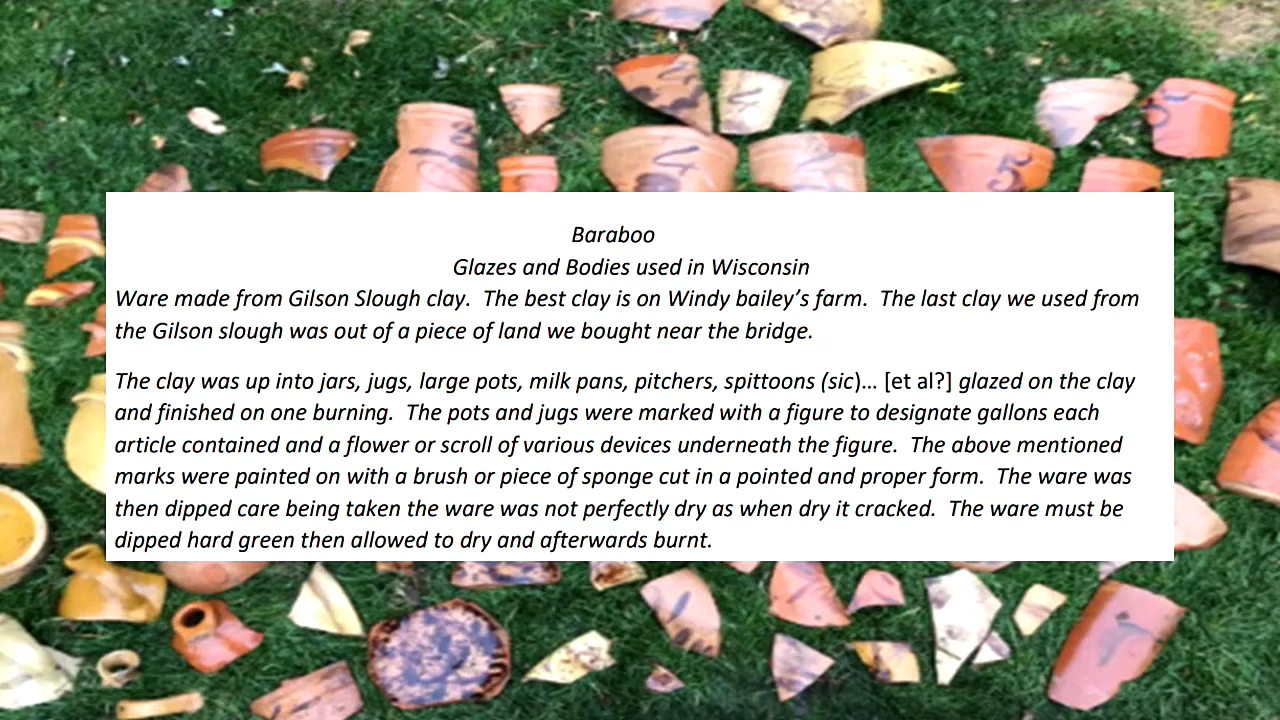 Baraboo
Glazes and Bodies used in Wisconsin
Ware made from Gilson Slough clay.  The best clay is on Windy bailey’s farm.  The last clay we used from
the Gilson slough was out of a piece of land we bought near the bridge.
The clay was up into jars, jugs, large pots, milk pans, pitchers, spittoons (sic)… [et al?] glazed on the clay
and finished on one burning.  The pots and jugs were marked with a figure to designate gallons each
article contained and a flower or scroll of various devices underneath the figure.  The above mentioned
marks were painted on with a brush or piece of sponge cut in a pointed and proper form.  The ware was
then dipped care being taken the ware was not perfectly dry as when dry it cracked.  The ware must be
dipped hard green then allowed to dry and afterwards burnt.